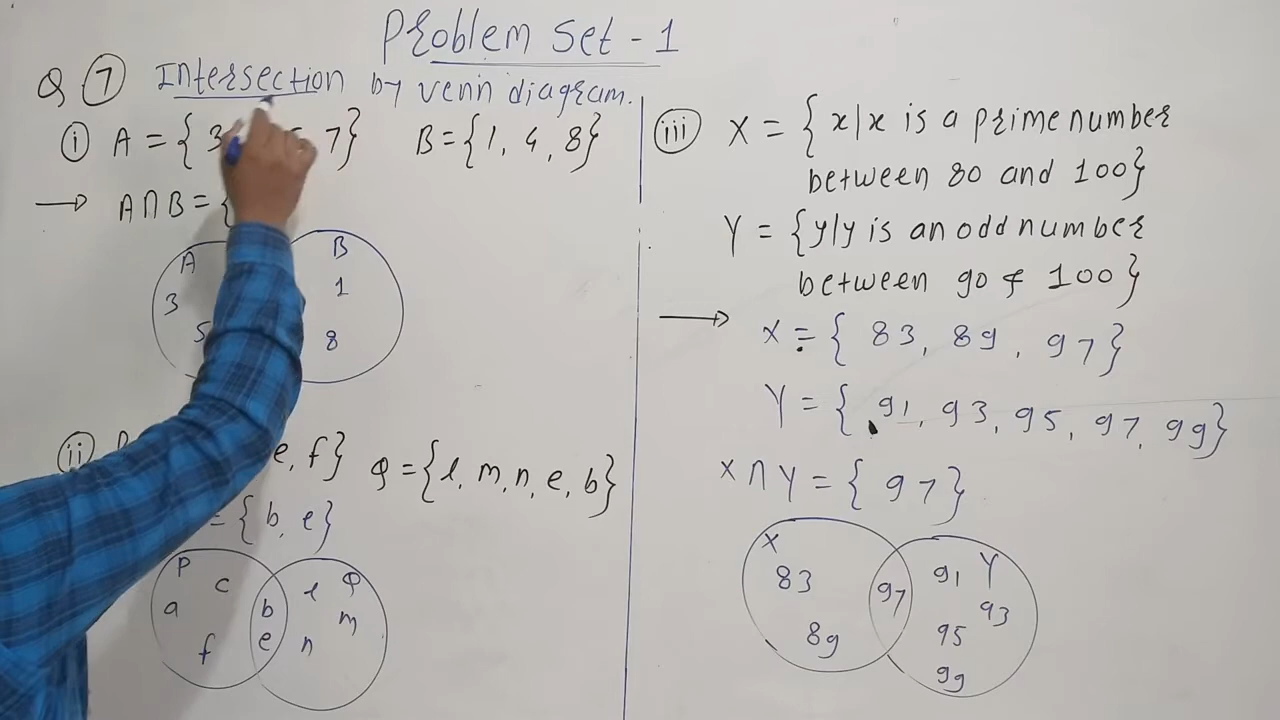 Problem Set - 1
Q 7 Intersection by venn diagram.
i A = { 3 7 } B = { 1, 4, 8 }
→ A ∩ B = {
A B
3 1
5 8
ii e, f } Q = { l, m, n, e, b }
= { b, e }
P c b l Q
a e m
f n
iii X = { x/x is a prime number
between 80 and 100 }
Y = { y/y is an odd number
between 90 & 100 }
→ X = { 83, 89, 97 }
Y = { 91, 93, 95, 97, 99 }
X ∩ Y = { 97 }
X 91 Y
83 97 93
89 95
99